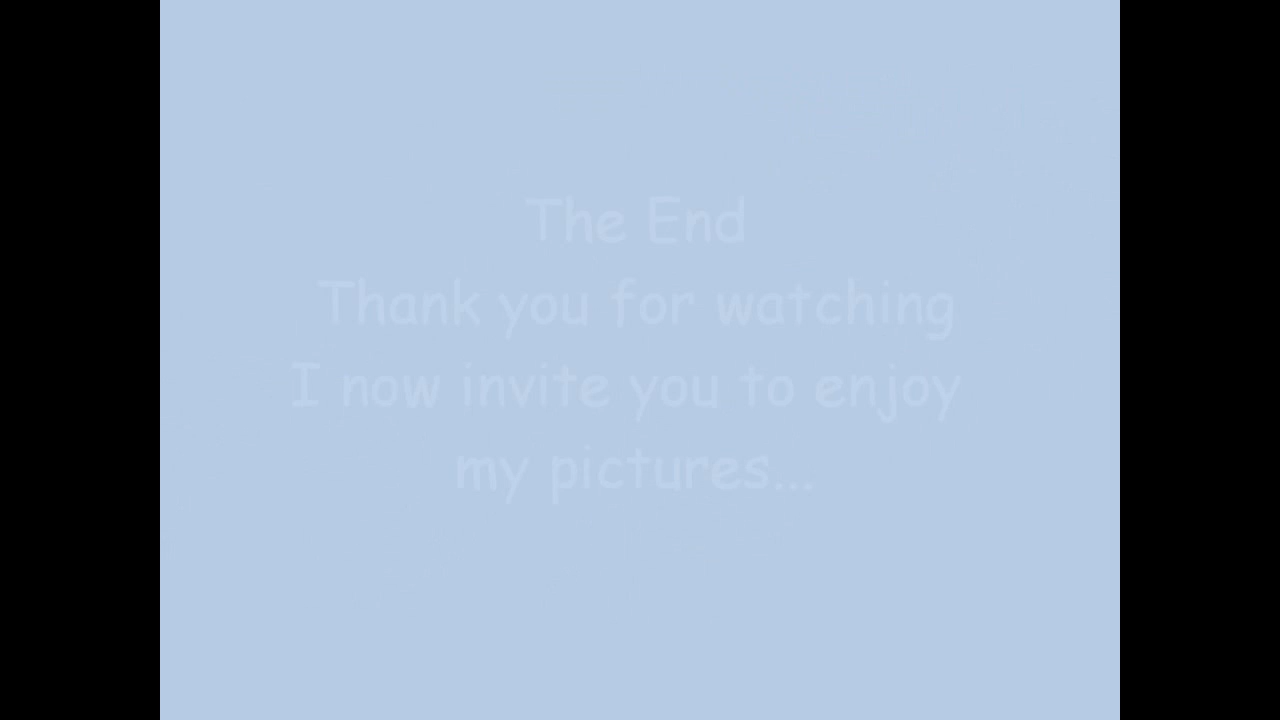 The End
Thank you for watching
I now invite you to enjoy
my pictures...